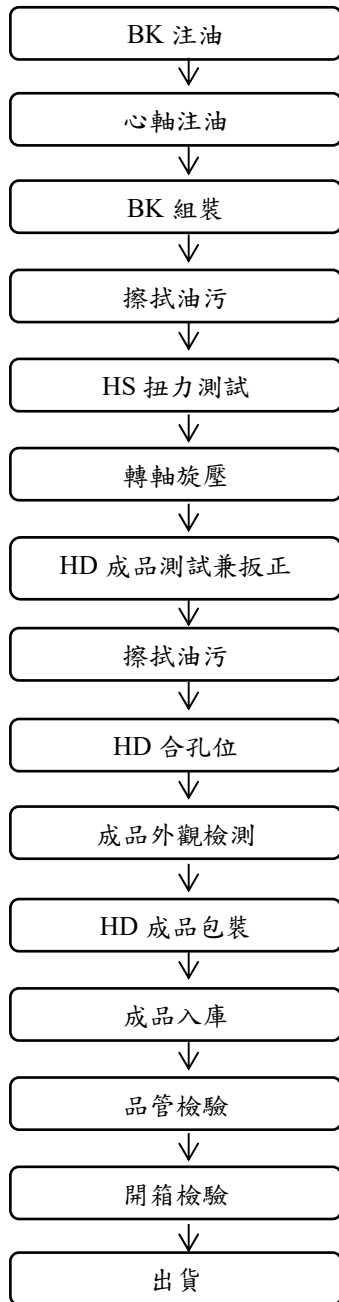 BK 注油
心軸注油
BK 組裝
擦拭油污
HS 扭力測試
轉軸旋壓
HD 成品測試兼扳正
擦拭油污
HD 合孔位
成品外觀檢測
HD 成品包裝
成品入庫
品管檢驗
開箱檢驗
出貨